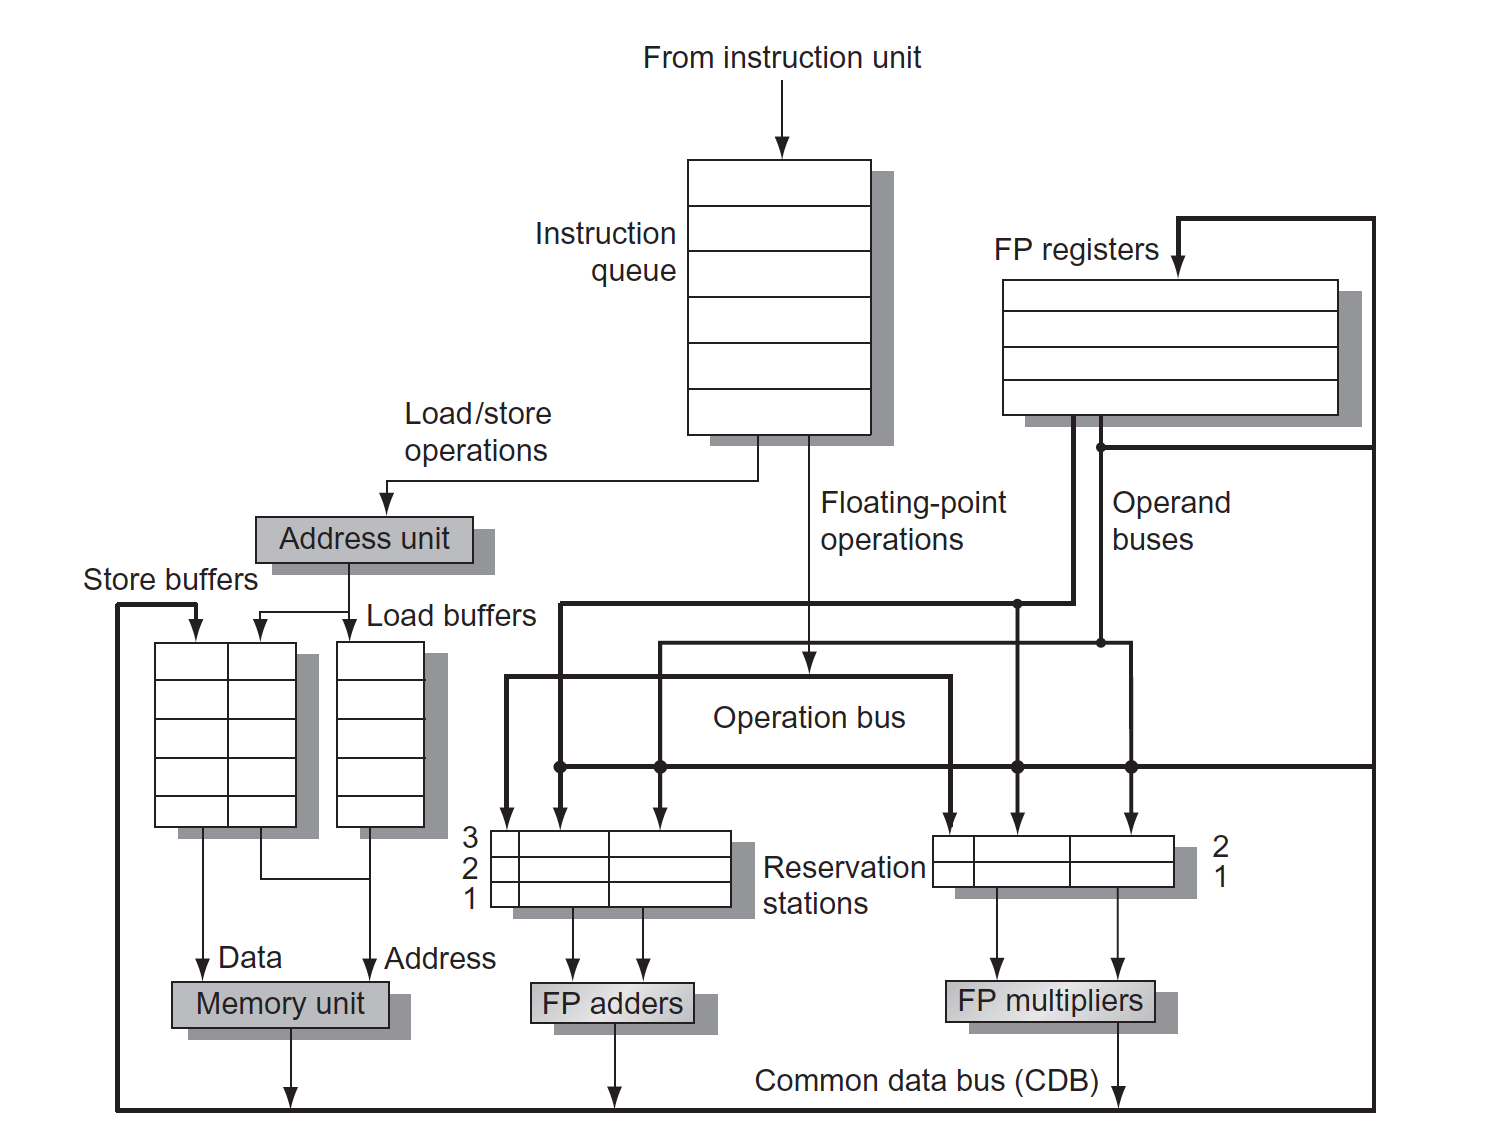 From instruction unit
Instruction
queue
FP registers
Load/store
operations
Floating-point
operations
Operand
buses
Address unit
Store buffers
Load buffers
Operation bus
3
2
1
Reservation
stations
2
1
Data
Address
Memory unit
FP adders
FP multipliers
Common data bus (CDB)